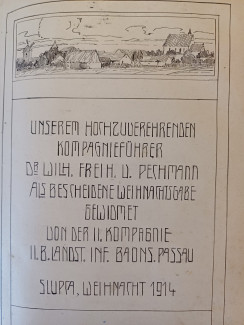 UNSEREM HOCHZUVEREHRENDEN
KOMPAGNIEFÜHRER
DR WILH. FREIH. V. PECHMANN
ALS BESCHEIDENE WEIHNACHTSGABE
GEWIDMET
VON DER II. KOMPAGNIE
II.B. LANDST. INF. BAONS. PASSAU
SLUPIA, WEIHNACHT 1914